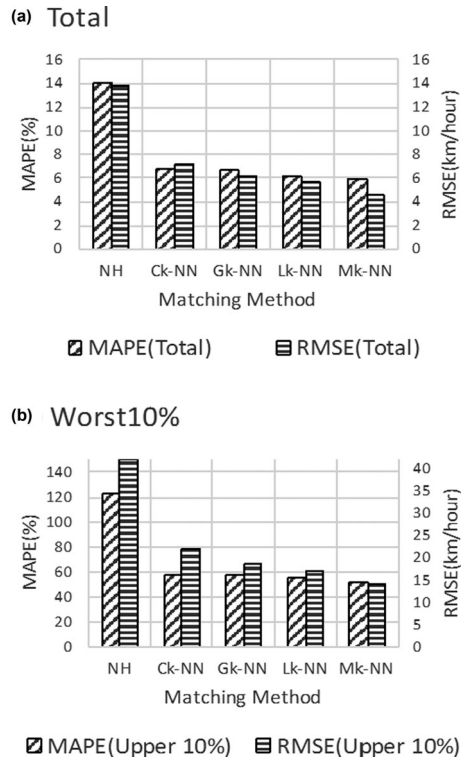 (a) Total
MAPE(%)
16
14
12
10
8
6
4
2
0
16
14
12
10
8
6
4
2
0
RMSE(km/hour)
NH Ck-NN Gk-NN Lk-NN Mk-NN
Matching Method
MAPE(Total) RMSE(Total)
(b) Worst10%
MAPE(%)
140
120
100
80
60
40
20
0
40
35
30
25
20
15
10
5
0
RMSE(km/hour)
NH Ck-NN Gk-NN Lk-NN Mk-NN
Matching Method
MAPE(Upper 10%) RMSE(Upper 10%)